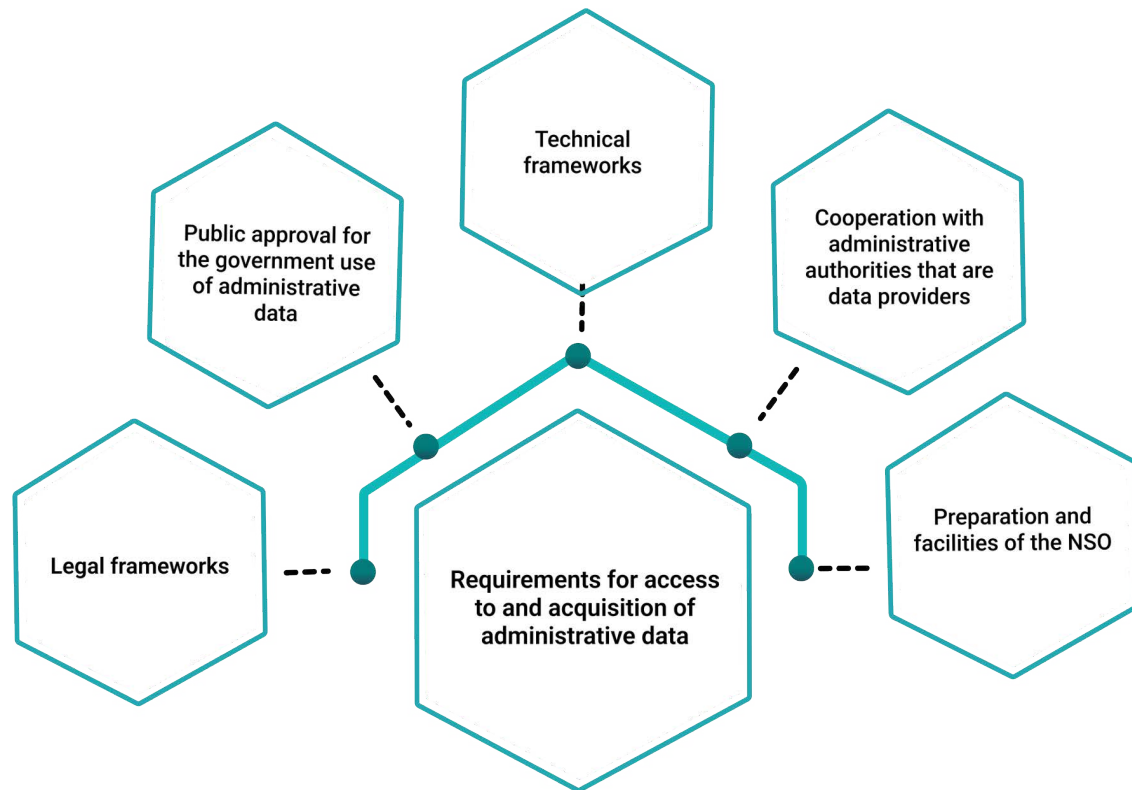 Technical
frameworks
Public approval for
the government use
of administrative
data
Cooperation with
administrative
authorities that are
data providers
Legal frameworks
Requirements for access
to and acquisition of
administrative data
Preparation and
facilities of the NSO